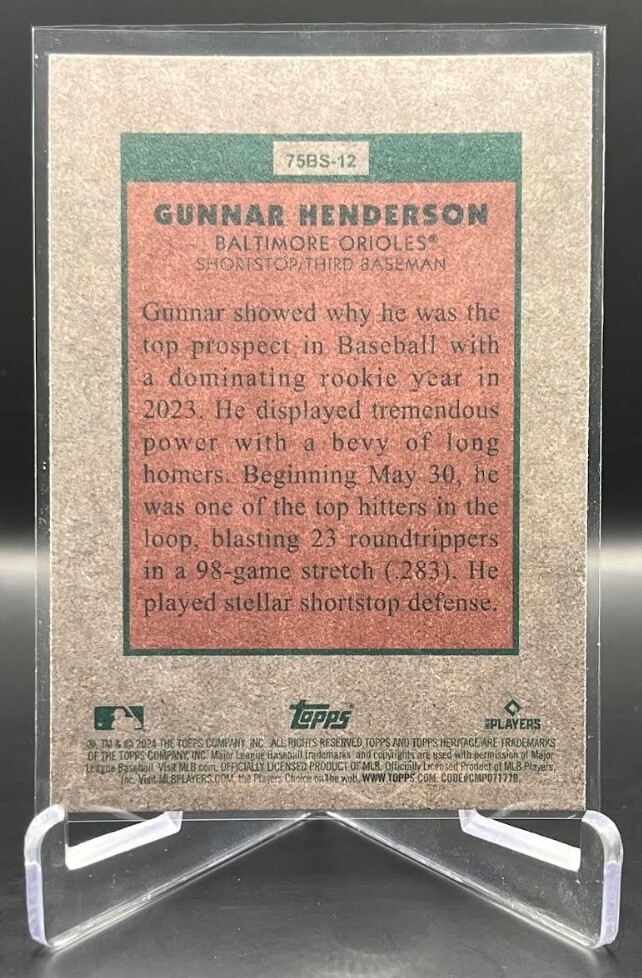 75BS-12
GUNNAR HENDERSON
BALTIMORE ORIOLES®
SHORTSTOP/THIRD BASEMAN
Gunnar showed why he was the
top prospect in Baseball with
a dominating rookie year in
2023. He displayed tremendous
power with a bevy of long
homers. Beginning May 30, he
was one of the top hitters in the
loop, blasting 23 roundtrippers
in a 98-game stretch (.283). He
played stellar shortstop defense.
Topps®
MLB PLAYERS
®, TM & © 2024 THE TOPPS COMPANY, INC. ALL RIGHTS RESERVED. TOPPS AND TOPPS HERITAGE ARE TRADEMARKS
OF THE TOPPS COMPANY, INC. Major League Baseball trademarks and copyrights are used with permission of Major
League Baseball. Visit MLB.com. OFFICIALLY LICENSED PRODUCT OF MLB. Officially Licensed Product of MLB Players,
Inc. Visit MLBPLAYERS.COM, the Players Choice on the web. WWW.TOPPS.COM. CODE#CMP071770